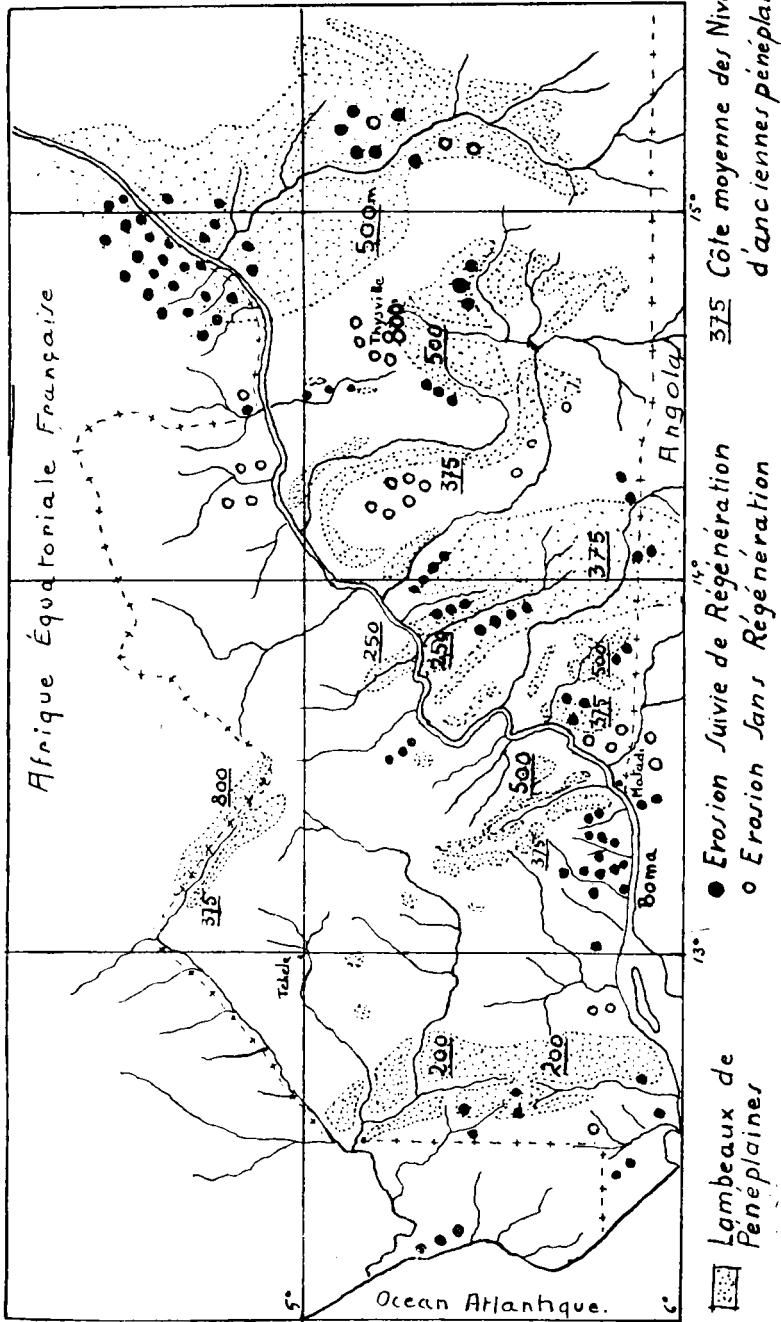 Afrique Équatoriale Française
5°
800
375
Tchela
250
250
500 m
Thysville
800
500
375
375
500
375
500
375
200
200
Matadi
Boma
Angola
Ocean Atlantique.
6°
13°
14°
15°
Lambeaux de
Pénéplaines
● Erosion Suivie de Régénération
o Erosion sans Régénération
375 Côte moyenne des Niv
d'anciennes pénéplai